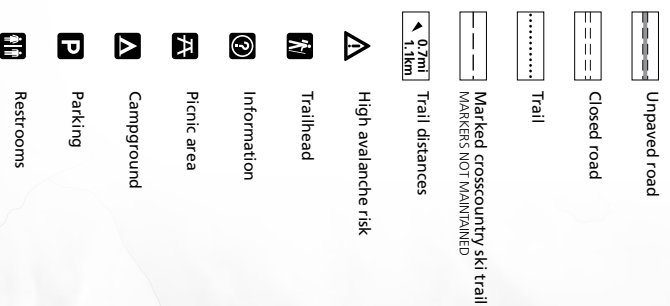 Unpaved road
Closed road
Trail
Marked crosscountry ski trail
MARKERS NOT MAINTAINED
0.7mi
1.1km
Trail distances
High avalanche risk
Trailhead
?
Information
Picnic area
Campground
P
Parking
Restrooms